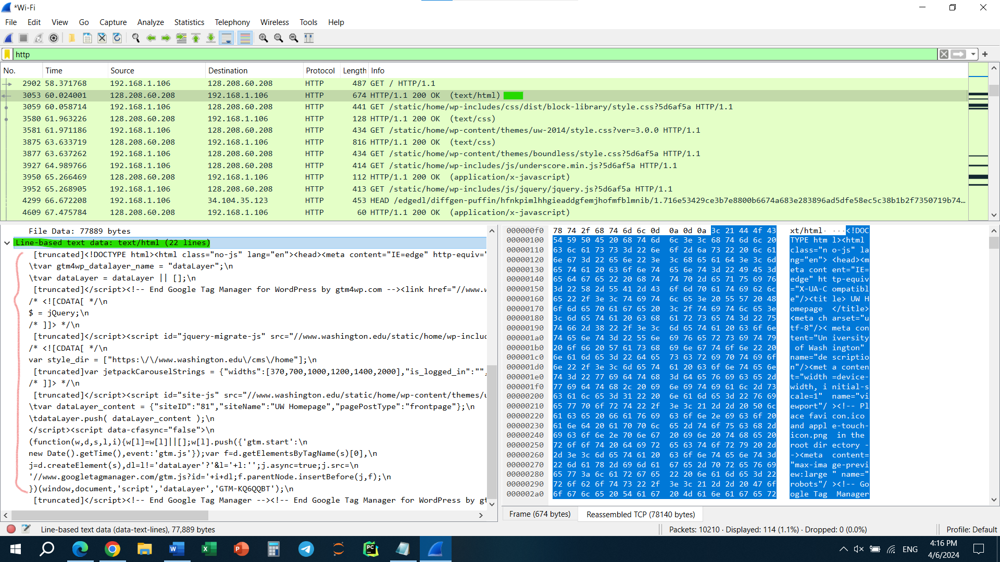 *Wi-Fi
File Edit View Go Capture Analyze Statistics Telephony Wireless Tools Help
http
No. Time Source Destination Protocol Length Info
2902 58.371768 192.168.1.106 128.208.60.208 HTTP 487 GET / HTTP/1.1
3053 60.024001 128.208.60.208 192.168.1.106 HTTP 674 HTTP/1.1 200 OK (text/html)
3059 60.058714 192.168.1.106 128.208.60.208 HTTP 441 GET /static/home/wp-includes/css/dist/block-library/style.css?5d6af5a HTTP/1.1
3580 61.963226 128.208.60.208 192.168.1.106 HTTP 128 HTTP/1.1 200 OK (text/css)
3581 61.971186 192.168.1.106 128.208.60.208 HTTP 434 GET /static/home/wp-content/themes/uw-2014/style.css?ver=3.0.0 HTTP/1.1
3875 63.633719 128.208.60.208 192.168.1.106 HTTP 816 HTTP/1.1 200 OK (text/css)
3877 63.637262 192.168.1.106 128.208.60.208 HTTP 434 GET /static/home/wp-content/themes/boundless/style.css?5d6af5a HTTP/1.1
3927 64.989766 192.168.1.106 128.208.60.208 HTTP 414 GET /static/home/wp-includes/js/underscore.min.js?5d6af5a HTTP/1.1
3950 65.266469 128.208.60.208 192.168.1.106 HTTP 112 HTTP/1.1 200 OK (application/x-javascript)
3952 65.268905 192.168.1.106 128.208.60.208 HTTP 413 GET /static/home/wp-includes/js/jquery/jquery.js?5d6af5a HTTP/1.1
4299 66.672208 192.168.1.106 34.104.35.123 HTTP 453 HEAD /edgedl/diffgen-puffin/hfnkpimlhhgieaddgfemjhofmfblmnib/1.716e53429ce3b7e8800b6674a683e283896ad5dfe58ec5c38b1b2f7350719b74…
4609 67.475784 128.208.60.208 192.168.1.106 HTTP 60 HTTP/1.1 200 OK (application/x-javascript)
File Data: 77889 bytes
Line-based text data: text/html (22 lines)
[truncated]<!DOCTYPE html><html class="no-js" lang="en"><head><meta content="IE=edge" http-equiv="
\tvar gtm4wp_datalayer_name = "dataLayer";\n
\tvar dataLayer = dataLayer || [];\n
[truncated]</script><!-- End Google Tag Manager for WordPress by gtm4wp.com --><link href="//www.w
/* <![CDATA[ */\n
$ = jQuery;\n
/* ]]> */\n
[truncated]</script><script id="jquery-migrate-js" src="//www.washington.edu/static/home/wp-includ
/* <![CDATA[ */\n
var style_dir = ["https:\/\/www.washington.edu\/cms\/home"];\n
[truncated]var jetpackCarouselStrings = {"widths":[370,700,1000,1200,1400,2000],"is_logged_in":"",
/* ]]> */\n
[truncated]</script><script id="site-js" src="//www.washington.edu/static/home/wp-content/themes/u
\tvar dataLayer_content = {"siteID":"81","siteName":"UW Homepage","pagePostType":"frontpage"};\n
\tdataLayer.push( dataLayer_content );\n
</script><script data-cfasync="false">\n
(function(w,d,s,l,i){w[l]=w[l]||[];w[l].push({'gtm.start':\n
new Date().getTime(),event:'gtm.js'});var f=d.getElementsByTagName(s)[0],\n
j=d.createElement(s),dl=l!='dataLayer'?'&l='+l:'';j.async=true;j.src=\n
'//www.googletagmanager.com/gtm.js?id='+i+dl;f.parentNode.insertBefore(j,f);\n
})(window,document,'script','dataLayer','GTM-KQ6QQBT');\n
[truncated]</script><!-- End Google Tag Manager --><!-- End Google Tag Manager for WordPress by gt
000000f0 78 74 2f 68 74 6d 6c 0d 0a 0d 0a 3c 21 44 4f 43 xt/html· ···<!DOC
00000100 54 59 50 45 20 68 74 6d 6c 3e 3c 68 74 6d 6c 20 TYPE htm l><html
00000110 63 6c 61 73 73 3d 22 6e 6f 2d 6a 73 22 20 6c 61 class="n o-js" la
00000120 6e 67 3d 22 65 6e 22 3e 3c 68 65 61 64 3e 3c 6d ng="en"> <head><m
00000130 65 74 61 20 63 6f 6e 74 65 6e 74 3d 22 49 45 3d eta cont ent="IE=
00000140 65 64 67 65 22 20 68 74 74 70 2d 65 71 75 69 76 edge" ht tp-equiv
00000150 3d 22 58 2d 55 41 2d 43 6f 6d 70 61 74 69 62 6c ="X-UA-C ompatibl
00000160 65 22 2f 3e 3c 74 69 74 6c 65 3e 20 55 57 20 48 e"/><tit le> UW H
00000170 6f 6d 65 70 61 67 65 20 3c 2f 74 69 74 6c 65 3e omepage </title>
00000180 3c 6d 65 74 61 20 63 68 61 72 73 65 74 3d 22 75 <meta ch arset="u
00000190 74 66 2d 38 22 2f 3e 3c 6d 65 74 61 20 63 6f 6e tf-8"/>< meta con
000001a0 74 65 6e 74 3d 22 55 6e 69 76 65 72 73 69 74 79 tent="Un iversity
000001b0 20 6f 66 20 57 61 73 68 69 6e 67 74 6f 6e 22 20 of Wash ington"
000001c0 6e 61 6d 65 3d 22 64 65 73 63 72 69 70 74 69 6f name="de scriptio
000001d0 6e 22 2f 3e 3c 6d 65 74 61 20 63 6f 6e 74 65 6e n"/><met a conten
000001e0 74 3d 22 77 69 64 74 68 3d 64 65 76 69 63 65 2d t="width =device-
000001f0 77 69 64 74 68 2c 20 69 6e 69 74 69 61 6c 2d 73 width, i nitial-s
00000200 63 61 6c 65 3d 31 22 20 6e 61 6d 65 3d 22 76 69 cale=1" name="vi
00000210 65 77 70 6f 72 74 22 2f 3e 3c 21 2d 2d 20 50 6c ewport"/ ><!-- Pl
00000220 61 63 65 20 66 61 76 69 63 6f 6e 2e 69 63 6f 20 ace favi con.ico
00000230 61 6e 64 20 61 70 70 6c 65 2d 74 6f 75 63 68 2d and appl e-touch-
00000240 69 63 6f 6e 2e 70 6e 67 20 69 6e 20 74 68 65 20 icon.png in the
00000250 72 6f 6f 74 20 64 69 72 65 63 74 6f 72 79 20 2d root dir ectory -
00000260 2d 3e 3c 6d 65 74 61 20 63 6f 6e 74 65 6e 74 3d -><meta content=
00000270 22 6d 61 78 2d 69 6d 61 67 65 2d 70 72 65 76 69 "max-ima ge-previ
00000280 65 77 3a 6c 61 72 67 65 22 20 6e 61 6d 65 3d 22 ew:large " name="
00000290 72 6f 62 6f 74 73 22 2f 3e 3c 21 2d 2d 20 47 6f robots"/ ><!-- Go
000002a0 6f 67 6c 65 20 54 61 67 20 4d 61 6e 61 67 65 72 ogle Tag Manager
Frame (674 bytes) Reassembled TCP (78140 bytes)
Line-based text data (data-text-lines), 77,889 bytes
Packets: 10210 · Displayed: 114 (1.1%) · Dropped: 0 (0.0%)
Profile: Default
ENG
4:16 PM
4/6/2024